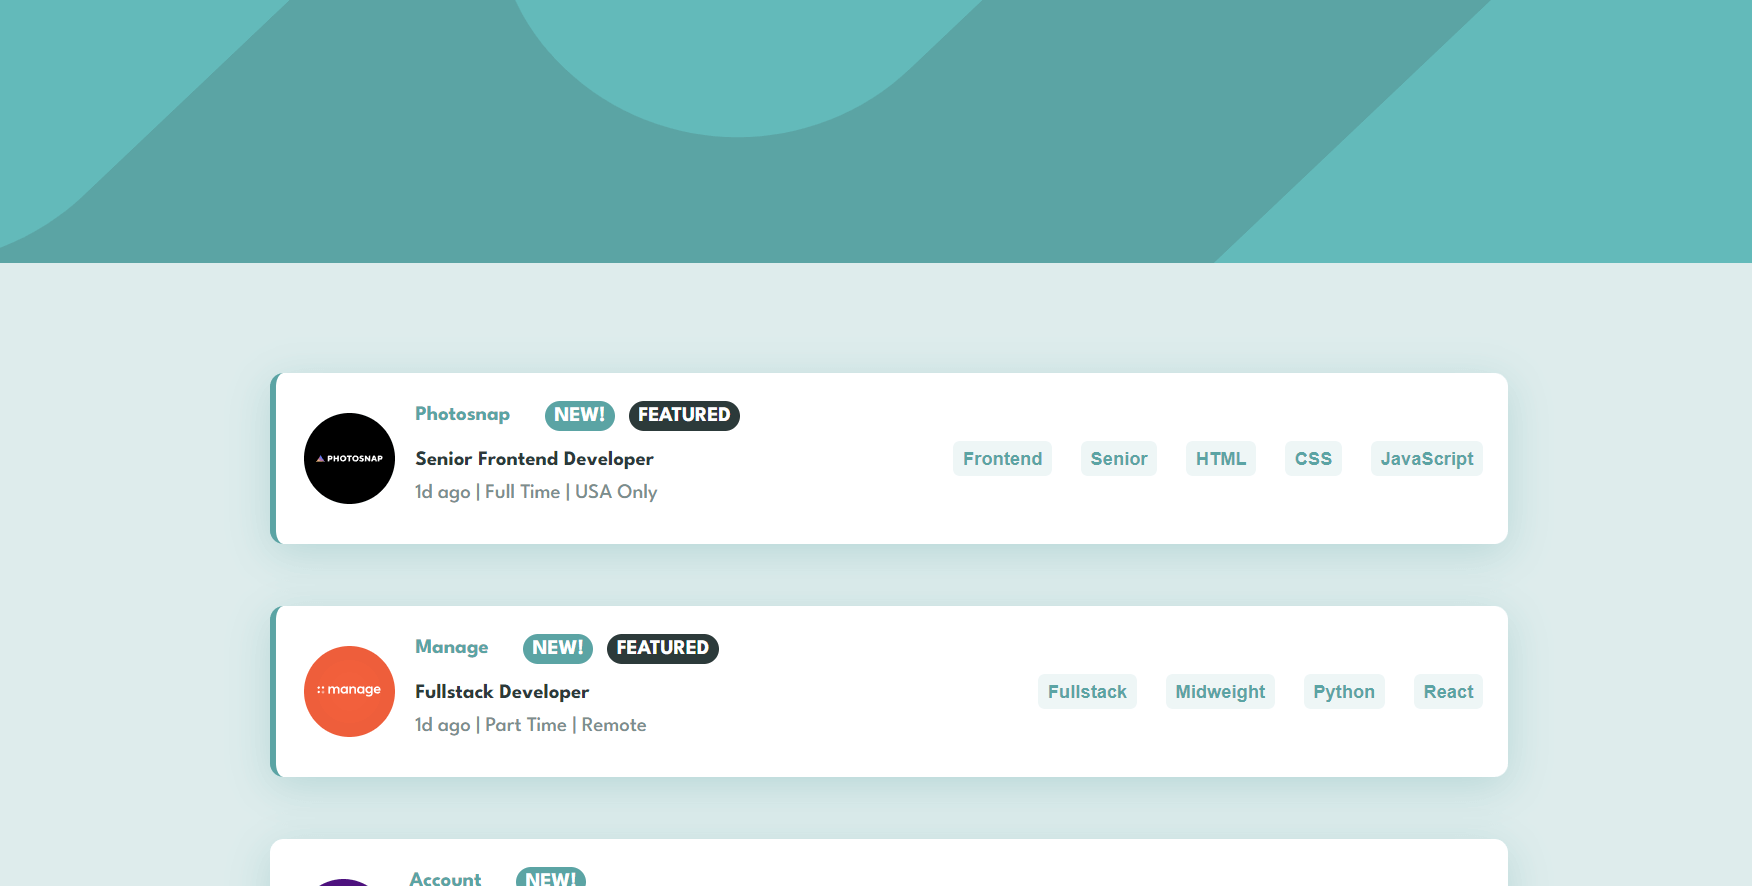 Photosnap NEW! FEATURED
PHOTOSNAP
Senior Frontend Developer
1d ago | Full Time | USA Only
Frontend Senior HTML CSS JavaScript
Manage NEW! FEATURED
manage
Fullstack Developer
1d ago | Part Time | Remote
Fullstack Midweight Python React
Account NEW!